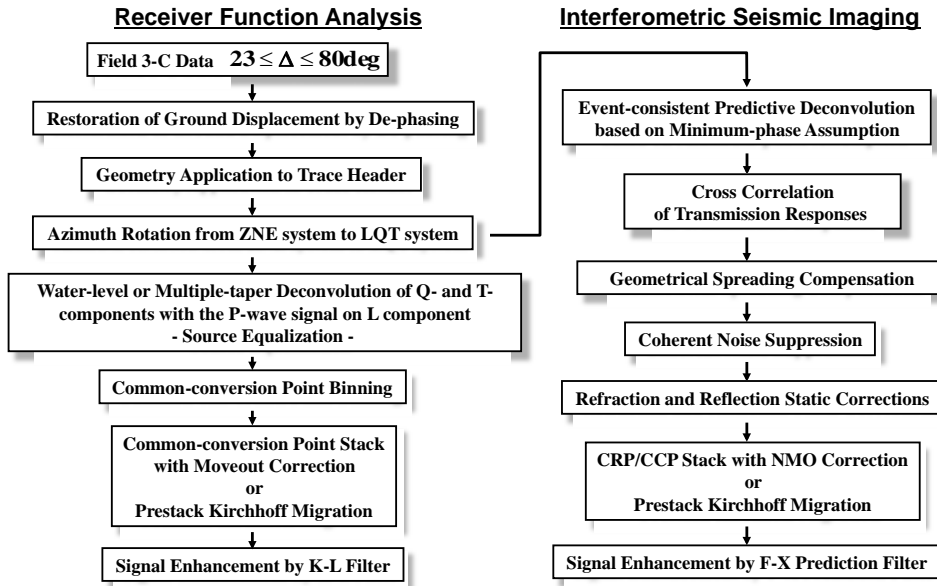 Receiver Function Analysis
Field 3-C Data 23 ≤ Δ ≤ 80deg
Restoration of Ground Displacement by De-phasing
Geometry Application to Trace Header
Azimuth Rotation from ZNE system to LQT system
Water-level or Multiple-taper Deconvolution of Q- and T-
components with the P-wave signal on L component
- Source Equalization -
Common-conversion Point Binning
Common-conversion Point Stack
with Moveout Correction
or
Prestack Kirchhoff Migration
Signal Enhancement by K-L Filter
Interferometric Seismic Imaging
Event-consistent Predictive Deconvolution
based on Minimum-phase Assumption
Cross Correlation
of Transmission Responses
Geometrical Spreading Compensation
Coherent Noise Suppression
Refraction and Reflection Static Corrections
CRP/CCP Stack with NMO Correction
or
Prestack Kirchhoff Migration
Signal Enhancement by F-X Prediction Filter